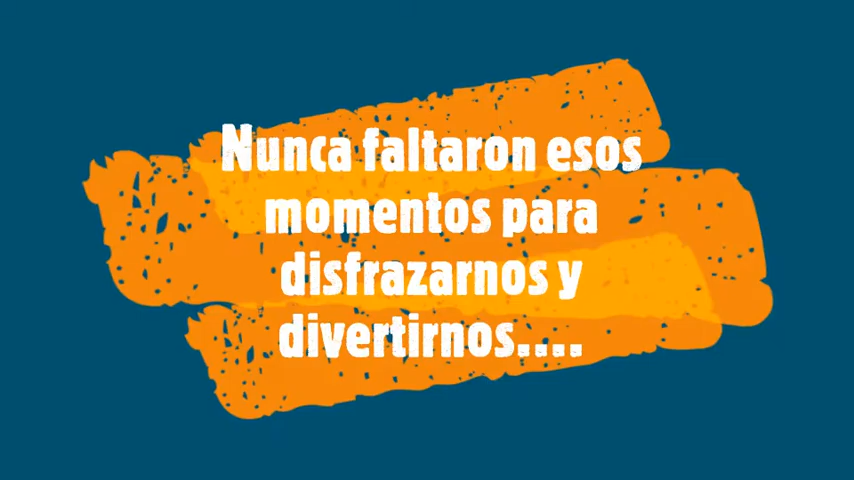 Nunca faltaron esos
momentos para
disfrazarnos y
divertirnos....